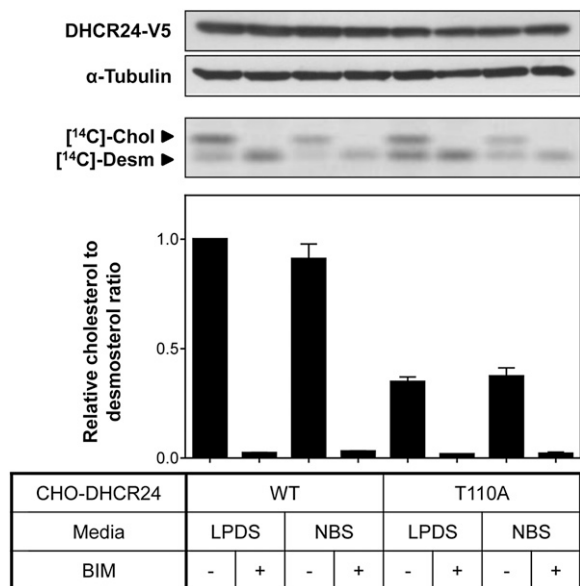 DHCR24-V5
α-Tubulin
[¹⁴C]-Chol ►
[¹⁴C]-Desm ►
Relative cholesterol to
desmosterol ratio
1.0
0.5
0.0
CHO-DHCR24 WT T110A
Media LPDS NBS LPDS NBS
BIM - + - + - + - +